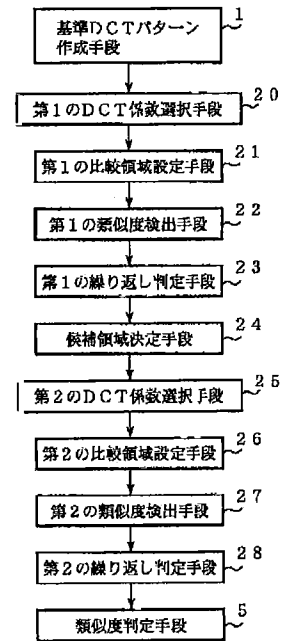 1
基準DCTパターン
作成手段
20
第1のDCT係数選択手段
21
第1の比較領域設定手段
22
第1の類似度検出手段
23
第1の繰り返し判定手段
24
候補領域決定手段
25
第2のDCT係数選択手段
26
第2の比較領域設定手段
27
第2の類似度検出手段
28
第2の繰り返し判定手段
5
類似度判定手段